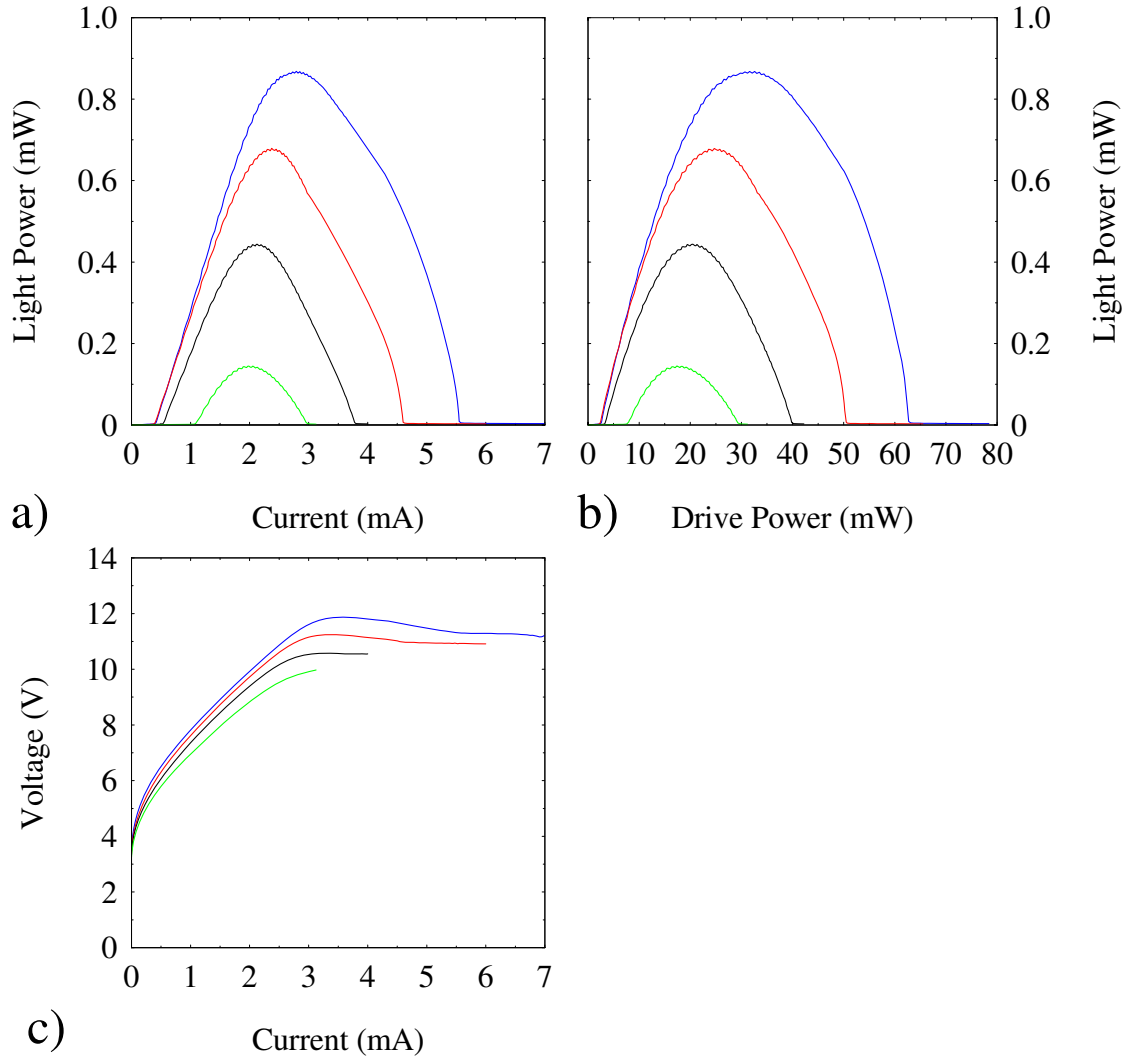 1.0
0.8
0.6
0.4
0.2
0
Light Power (mW)
0 1 2 3 4 5 6 7
Current (mA)
a)
1.0
0.8
0.6
0.4
0.2
0
Light Power (mW)
0 10 20 30 40 50 60 70 80
Drive Power (mW)
b)
14
12
10
8
6
4
2
0
Voltage (V)
0 1 2 3 4 5 6 7
Current (mA)
c)